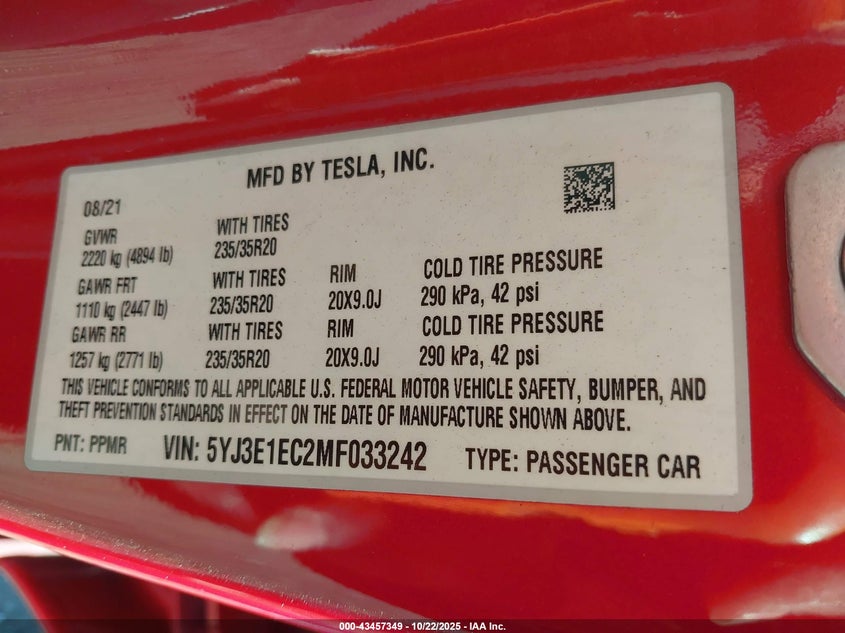 MFD BY TESLA, INC.
08/21
GVWR WITH TIRES
2220 kg (4894 lb) 235/35R20
GAWR FRT WITH TIRES RIM COLD TIRE PRESSURE
1110 kg (2447 lb) 235/35R20 20X9.0J 290 kPa, 42 psi
GAWR RR WITH TIRES RIM COLD TIRE PRESSURE
1257 kg (2771 lb) 235/35R20 20X9.0J 290 kPa, 42 psi
THIS VEHICLE CONFORMS TO ALL APPLICABLE U.S. FEDERAL MOTOR VEHICLE SAFETY, BUMPER, AND
THEFT PREVENTION STANDARDS IN EFFECT ON THE DATE OF MANUFACTURE SHOWN ABOVE.
PNT: PPMR VIN: 5YJ3E1EC2MF033242 TYPE: PASSENGER CAR
000-43457349 | 10/22/2025 - IAA Inc.